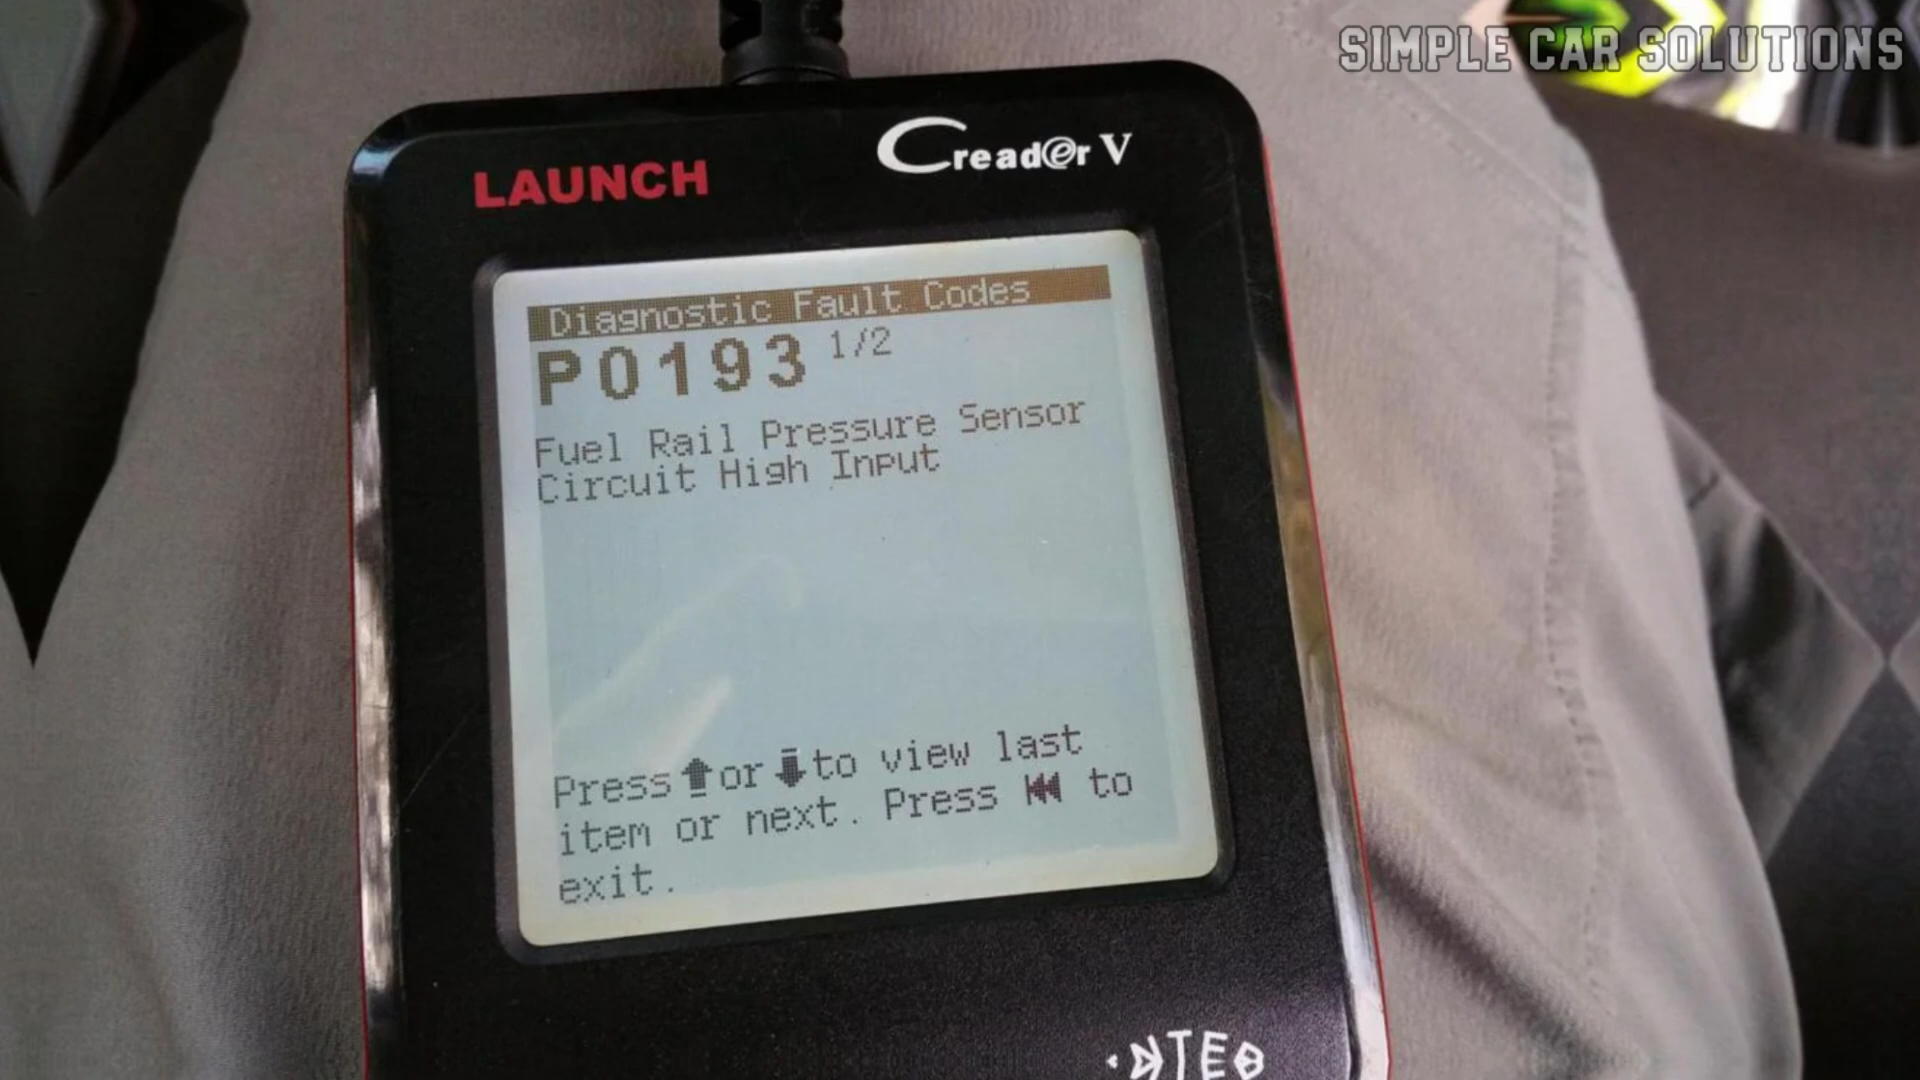 SIMPLE CAR SOLUTIONS
LAUNCH
Creader V
Diagnostic Fault Codes
P0193 1/2
Fuel Rail Pressure Sensor
Circuit High Input
Press ⬆ or ⬇ to view last
item or next. Press ⏮ to
exit.